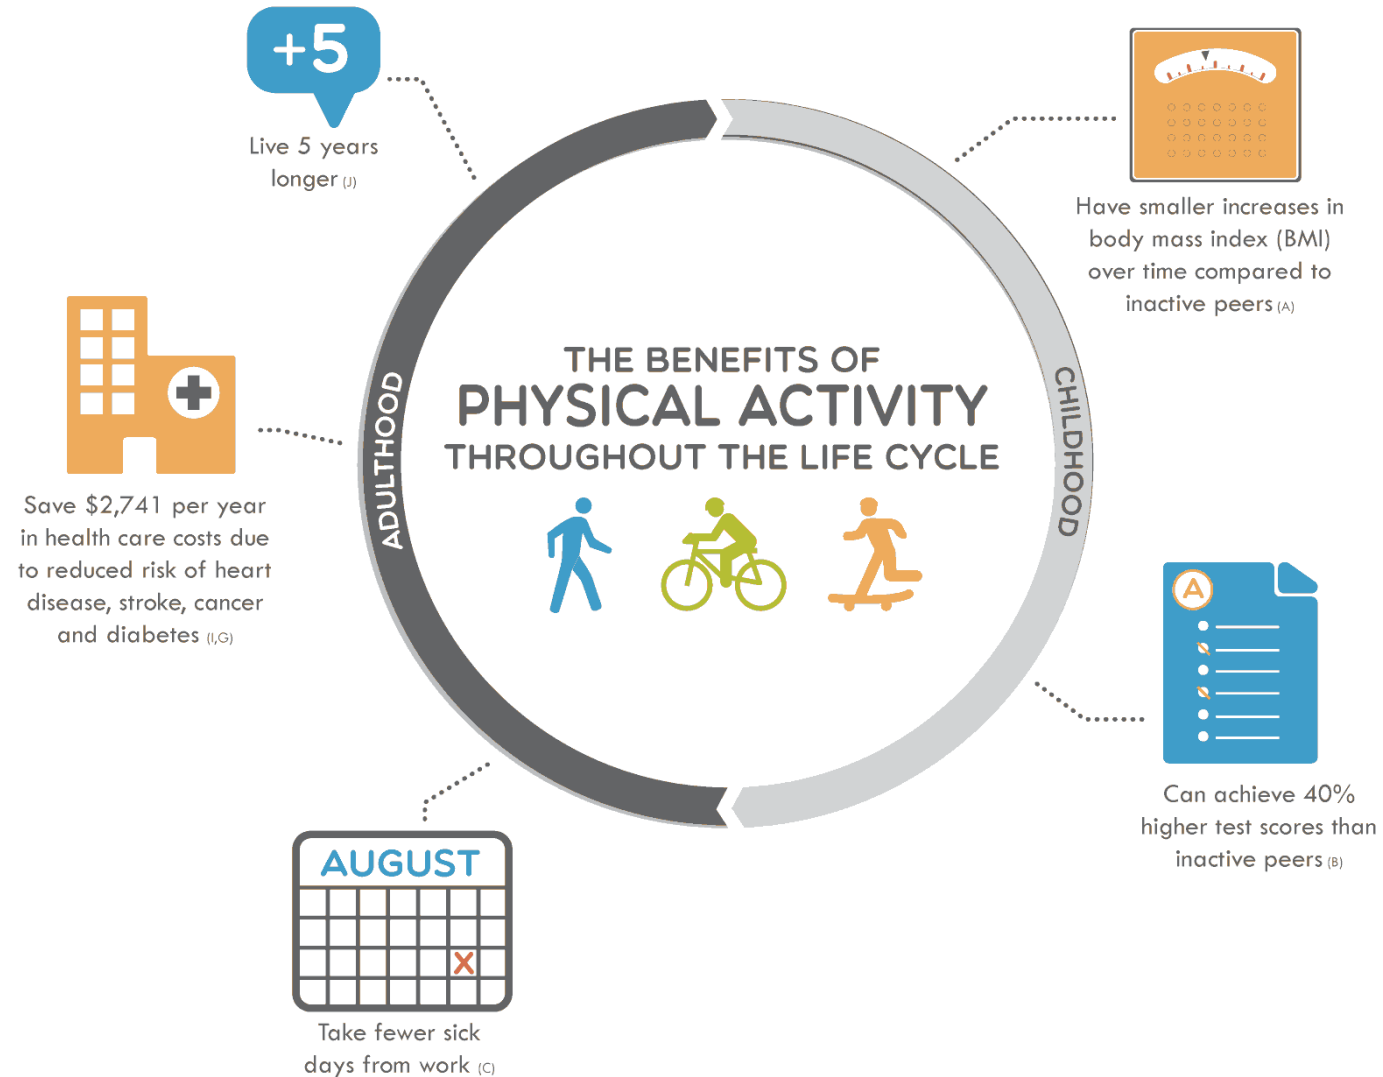 +5
Live 5 years
longer (J)
Have smaller increases in
body mass index (BMI)
over time compared to
inactive peers (A)
THE BENEFITS OF
PHYSICAL ACTIVITY
THROUGHOUT THE LIFE CYCLE
ADULTHOOD
CHILDHOOD
Save $2,741 per year
in health care costs due
to reduced risk of heart
disease, stroke, cancer
and diabetes (I,G)
A
Can achieve 40%
higher test scores than
inactive peers (B)
AUGUST
X
Take fewer sick
days from work (C)